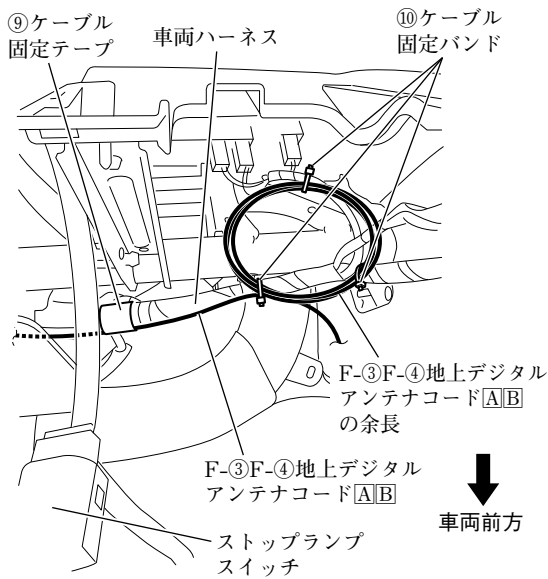 ⑨ケーブル
固定テープ
車両ハーネス
⑩ケーブル
固定バンド
F-③F-④地上デジタル
アンテナコード🄰🄱
の余長
F-③F-④地上デジタル
アンテナコード🄰🄱
車両前方
ストップランプ
スイッチ